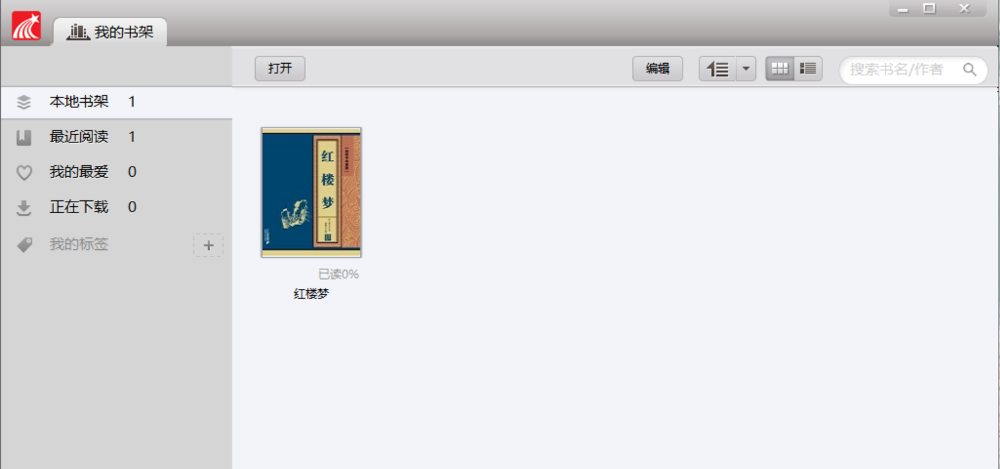 我的书架
打开
编辑
搜索书名/作者
本地书架 1
最近阅读 1
我的最爱 0
正在下载 0
我的标签 +
红楼梦
已读0%
红楼梦